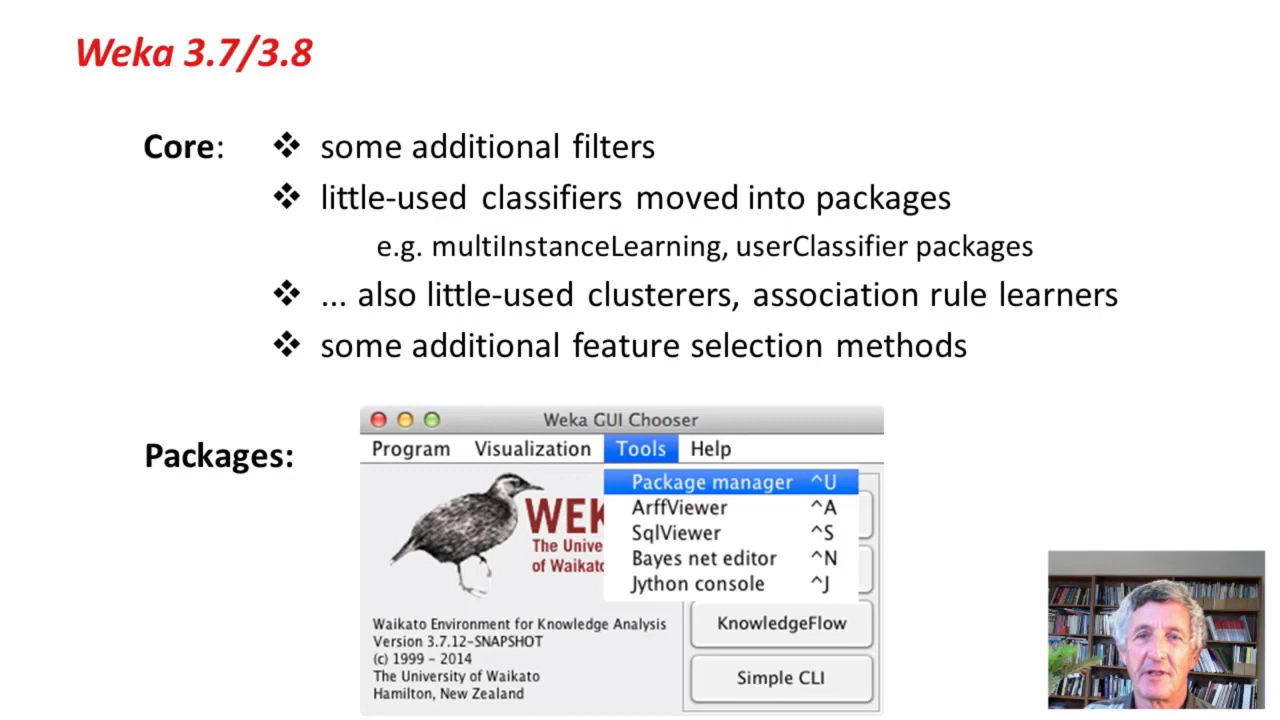 Weka 3.7/3.8
Core:
❖ some additional filters
❖ little-used classifiers moved into packages
e.g. multiInstanceLearning, userClassifier packages
❖ ... also little-used clusterers, association rule learners
❖ some additional feature selection methods
Packages:
Weka GUI Chooser
Program Visualization Tools Help
Package manager ^U
ArffViewer ^A
SqlViewer ^S
Bayes net editor ^N
Jython console ^J
WEK
The Unive
of Waikato
KnowledgeFlow
Simple CLI
Waikato Environment for Knowledge Analysis
Version 3.7.12-SNAPSHOT
(c) 1999 – 2014
The University of Waikato
Hamilton, New Zealand